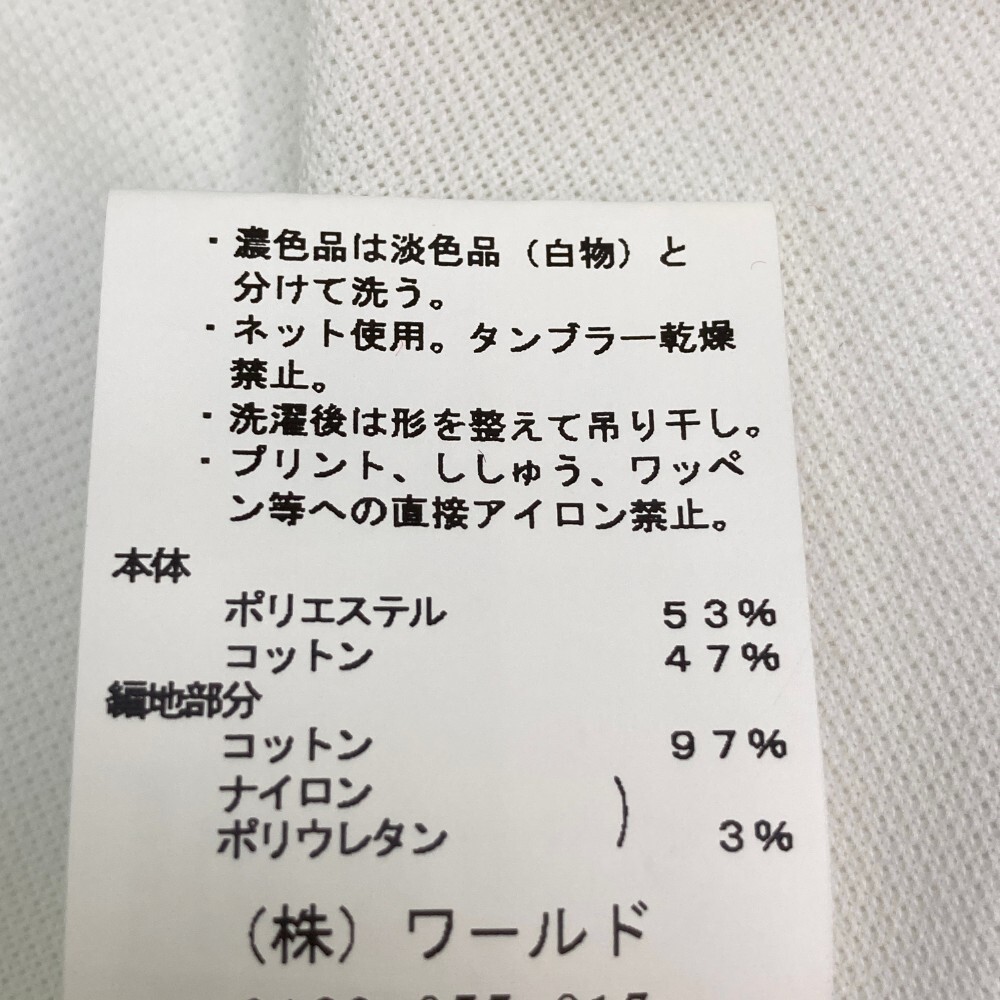 ・濃色品は淡色品（白物）と
分けて洗う。
・ネット使用。タンブラー乾燥
禁止。
・洗濯後は形を整えて吊り干し。
・プリント、ししゅう、ワッペ
ン等への直接アイロン禁止。
本体
ポリエステル　５３％
コットン　４７％
編地部分
コットン　９７％
ナイロン　）
ポリウレタン　３％
（株）ワールド